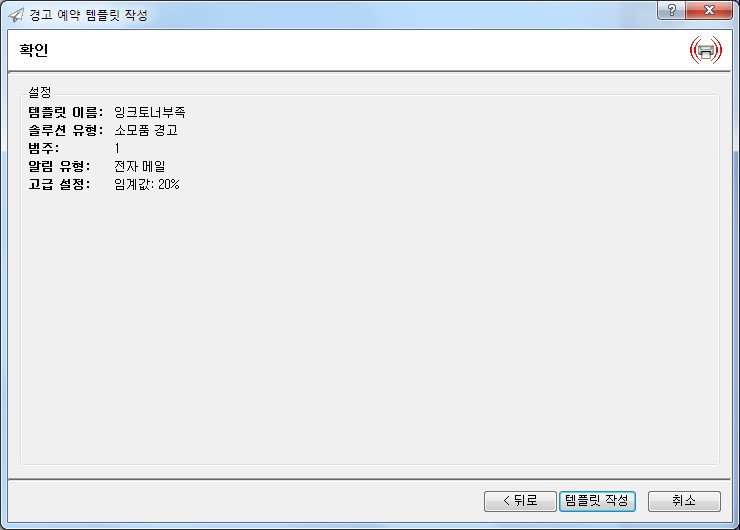 경고 예약 템플릿 작성
?
확인
설정
템플릿 이름: 잉크토너부족
솔루션 유형: 소모품 경고
범주: 1
알림 유형: 전자 메일
고급 설정: 임계값: 20%
< 뒤로 템플릿 작성 취소